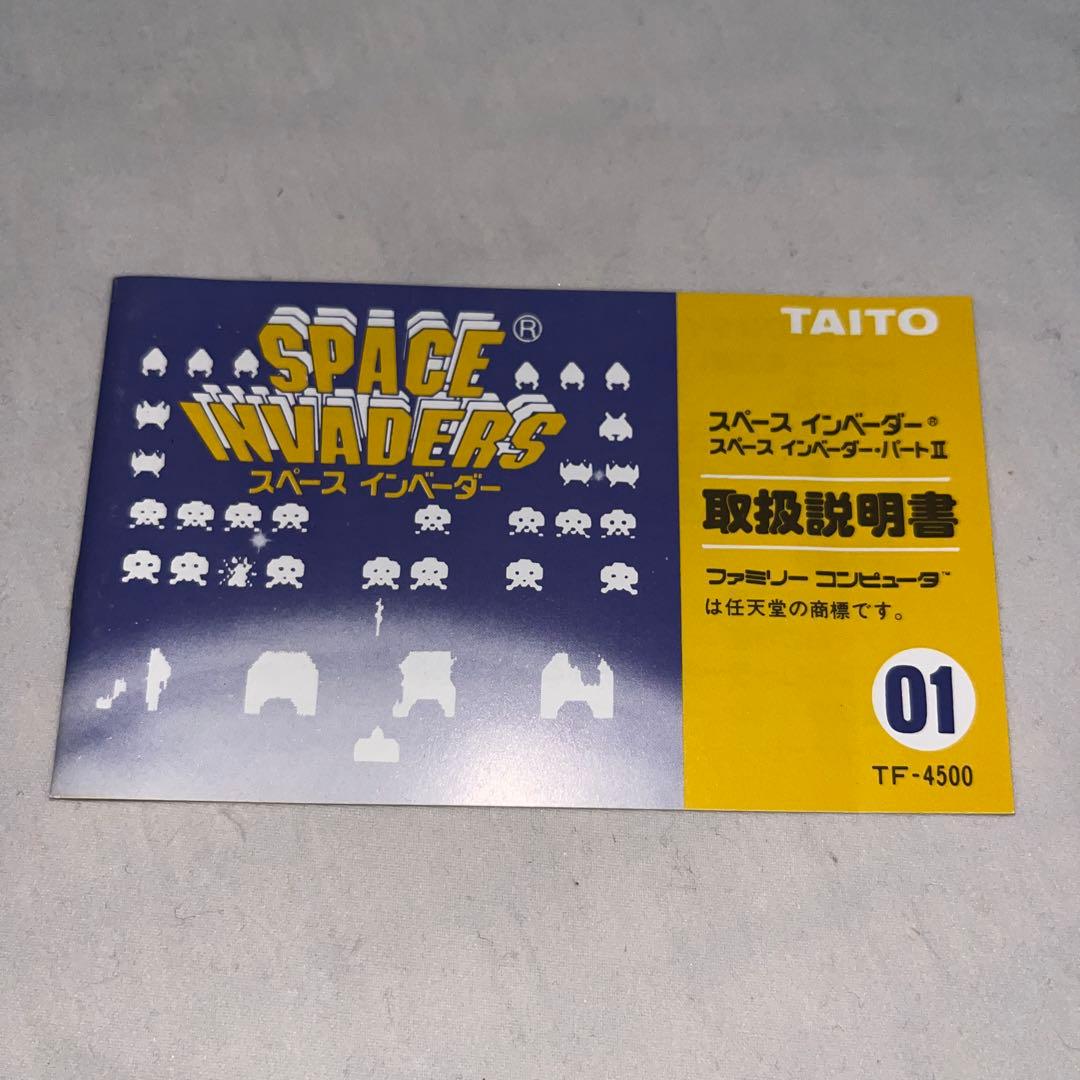 SPACE ®
INVADERS
スペース インベーダー
TAITO
スペース インベーダー®
スペース インベーダー・パートⅡ
取扱説明書
ファミリー コンピュータ™
は任天堂の商標です。
01
TF-4500